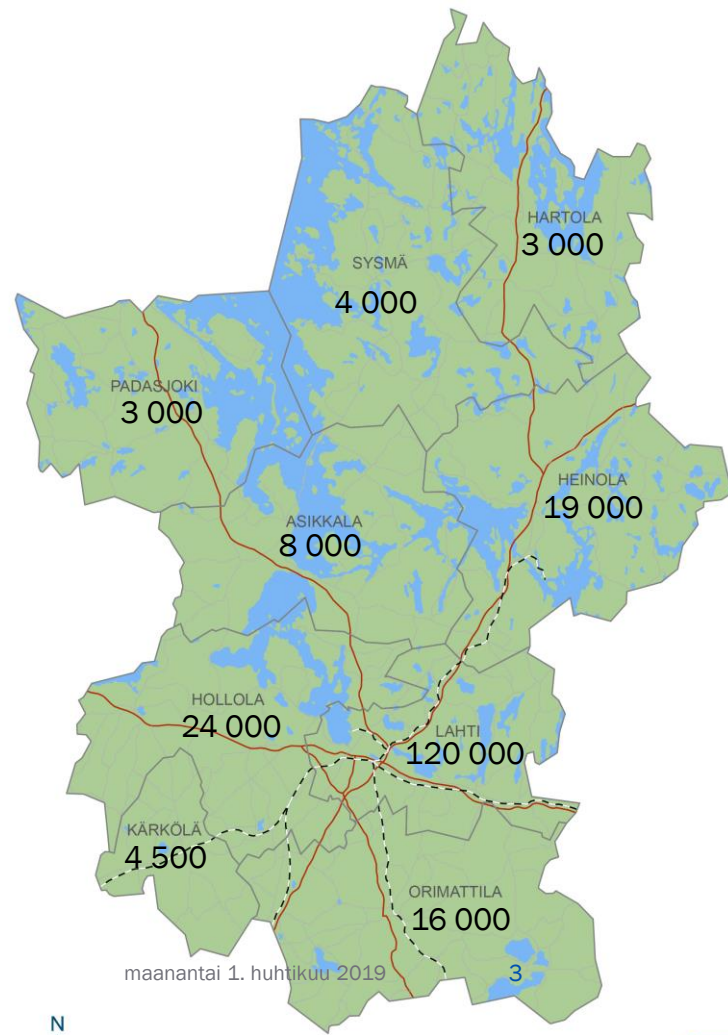 HARTOLA
3 000
SYSMÄ
4 000
PADASJOKI
3 000
HEINOLA
19 000
ASIKKALA
8 000
HOLLOLA
24 000
LAHTI
120 000
KÄRKÖLÄ
4 500
ORIMATTILA
16 000
maanantai 1. huhtikuu 2019
3
N